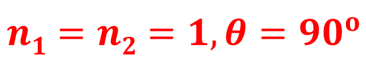 n₁ = n₂ = 1, θ = 90º